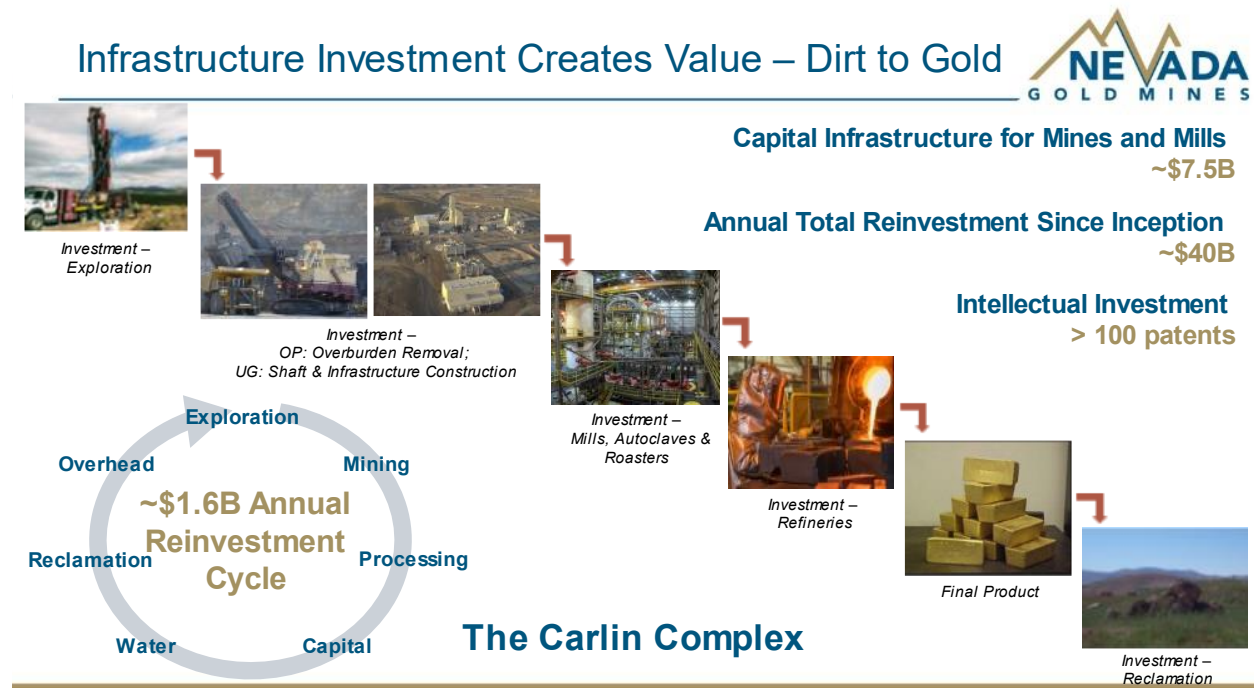 Infrastructure Investment Creates Value – Dirt to Gold
NEVADA
GOLD MINES
Capital Infrastructure for Mines and Mills
~$7.5B
Annual Total Reinvestment Since Inception
~$40B
Intellectual Investment
> 100 patents
Investment –
Exploration
Investment –
OP: Overburden Removal;
UG: Shaft & Infrastructure Construction
Investment –
Mills, Autoclaves &
Roasters
Investment –
Refineries
Final Product
Investment –
Reclamation
Exploration
Mining
Processing
Capital
Water
Reclamation
Overhead
~$1.6B Annual
Reinvestment
Cycle
The Carlin Complex